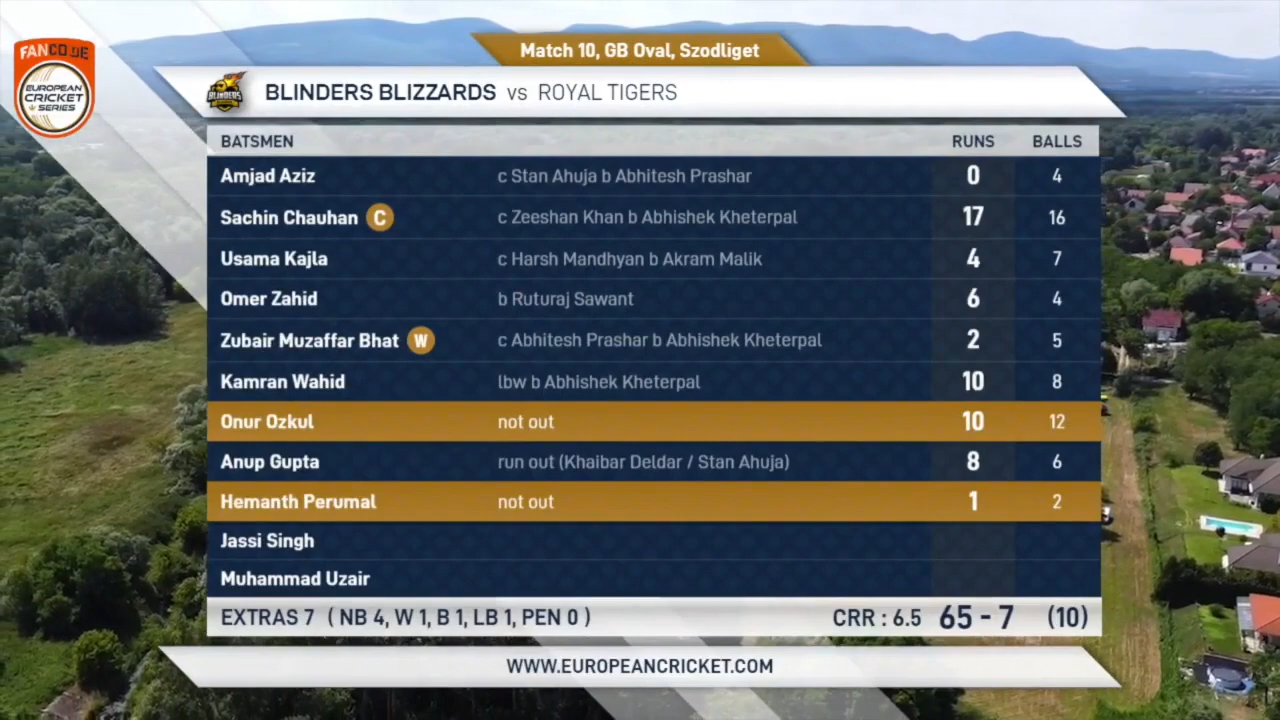 FANCODE
EUROPEAN
CRICKET
SERIES
Match 10, GB Oval, Szodliget
BLINDERS
BLINDERS BLIZZARDS vs ROYAL TIGERS
BATSMEN RUNS BALLS
Amjad Aziz c Stan Ahuja b Abhitesh Prashar 0 4
Sachin Chauhan C c Zeeshan Khan b Abhishek Kheterpal 17 16
Usama Kajla c Harsh Mandhyan b Akram Malik 4 7
Omer Zahid b Ruturaj Sawant 6 4
Zubair Muzaffar Bhat W c Abhitesh Prashar b Abhishek Kheterpal 2 5
Kamran Wahid lbw b Abhishek Kheterpal 10 8
Onur Ozkul not out 10 12
Anup Gupta run out (Khaibar Deldar / Stan Ahuja) 8 6
Hemanth Perumal not out 1 2
Jassi Singh
Muhammad Uzair
EXTRAS 7 ( NB 4, W 1, B 1, LB 1, PEN 0 ) CRR : 6.5 65 - 7 (10)
WWW.EUROPEANCRICKET.COM